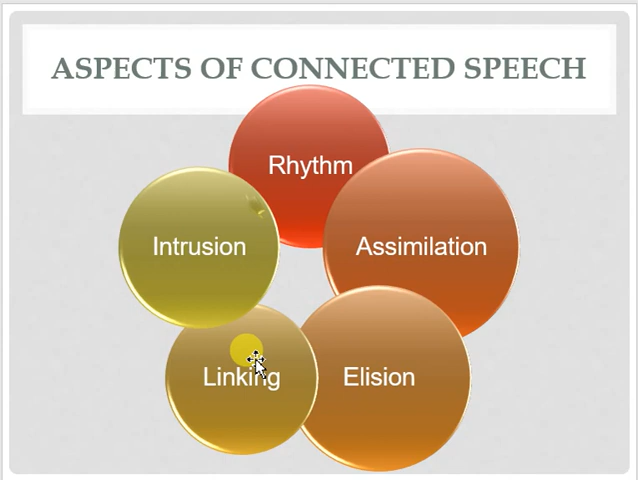 ASPECTS OF CONNECTED SPEECH
Rhythm
Intrusion
Assimilation
Linking
Elision